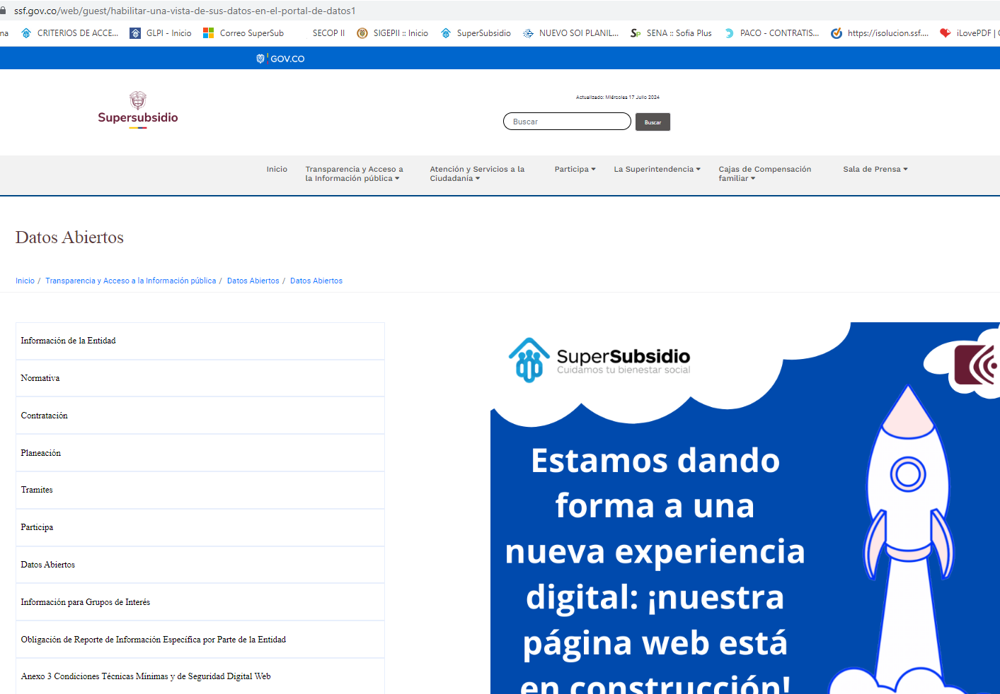 ssf.gov.co/web/guest/habilitar-una-vista-de-sus-datos-en-el-portal-de-datos1
na CRITERIOS DE ACCE... GLPI - Inicio Correo SuperSub SECOP II SIGEPII :: Inicio SuperSubsidio NUEVO SOI PLANIL... SENA :: Sofia Plus PACO - CONTRATIS... https://isolucion.ssf.... iLovePDF |
GOV.CO
Actualizado: Miércoles 17 Julio 2024
Supersubsidio
Buscar Buscar
Inicio
Transparencia y Acceso a
la Información pública
Atención y Servicios a la
Ciudadanía
Participa
La Superintendencia
Cajas de Compensación
familiar
Sala de Prensa
Datos Abiertos
Inicio / Transparencia y Acceso a la Información pública / Datos Abiertos / Datos Abiertos
Información de la Entidad
Normativa
Contratación
Planeación
Tramites
Participa
Datos Abiertos
Información para Grupos de Interés
Obligación de Reporte de Información Específica por Parte de la Entidad
Anexo 3 Condiciones Técnicas Mínimas y de Seguridad Digital Web
SuperSubsidio
Cuidamos tu bienestar social
Estamos dando
forma a una
nueva experiencia
digital: ¡nuestra
página web está
en construcción!